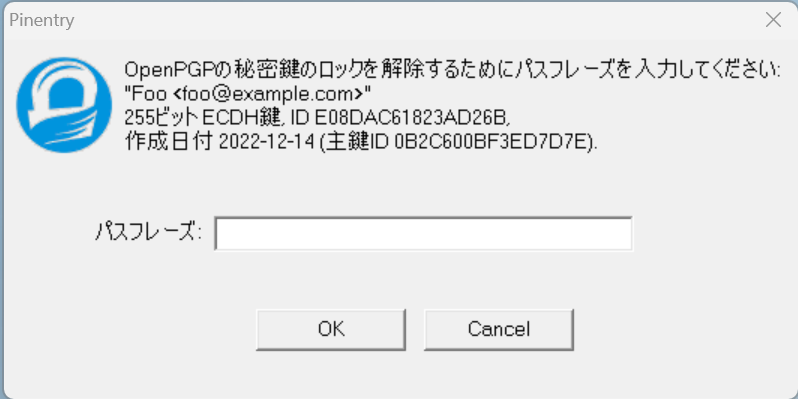 Pinentry
OpenPGPの秘密鍵のロックを解除するためにパスフレーズを入力してください:
"Foo <foo@example.com>"
255ビット ECDH鍵, ID E08DAC61823AD26B,
作成日付 2022-12-14 (主鍵ID 0B2C600BF3ED7D7E).
パスフレーズ:
OK
Cancel